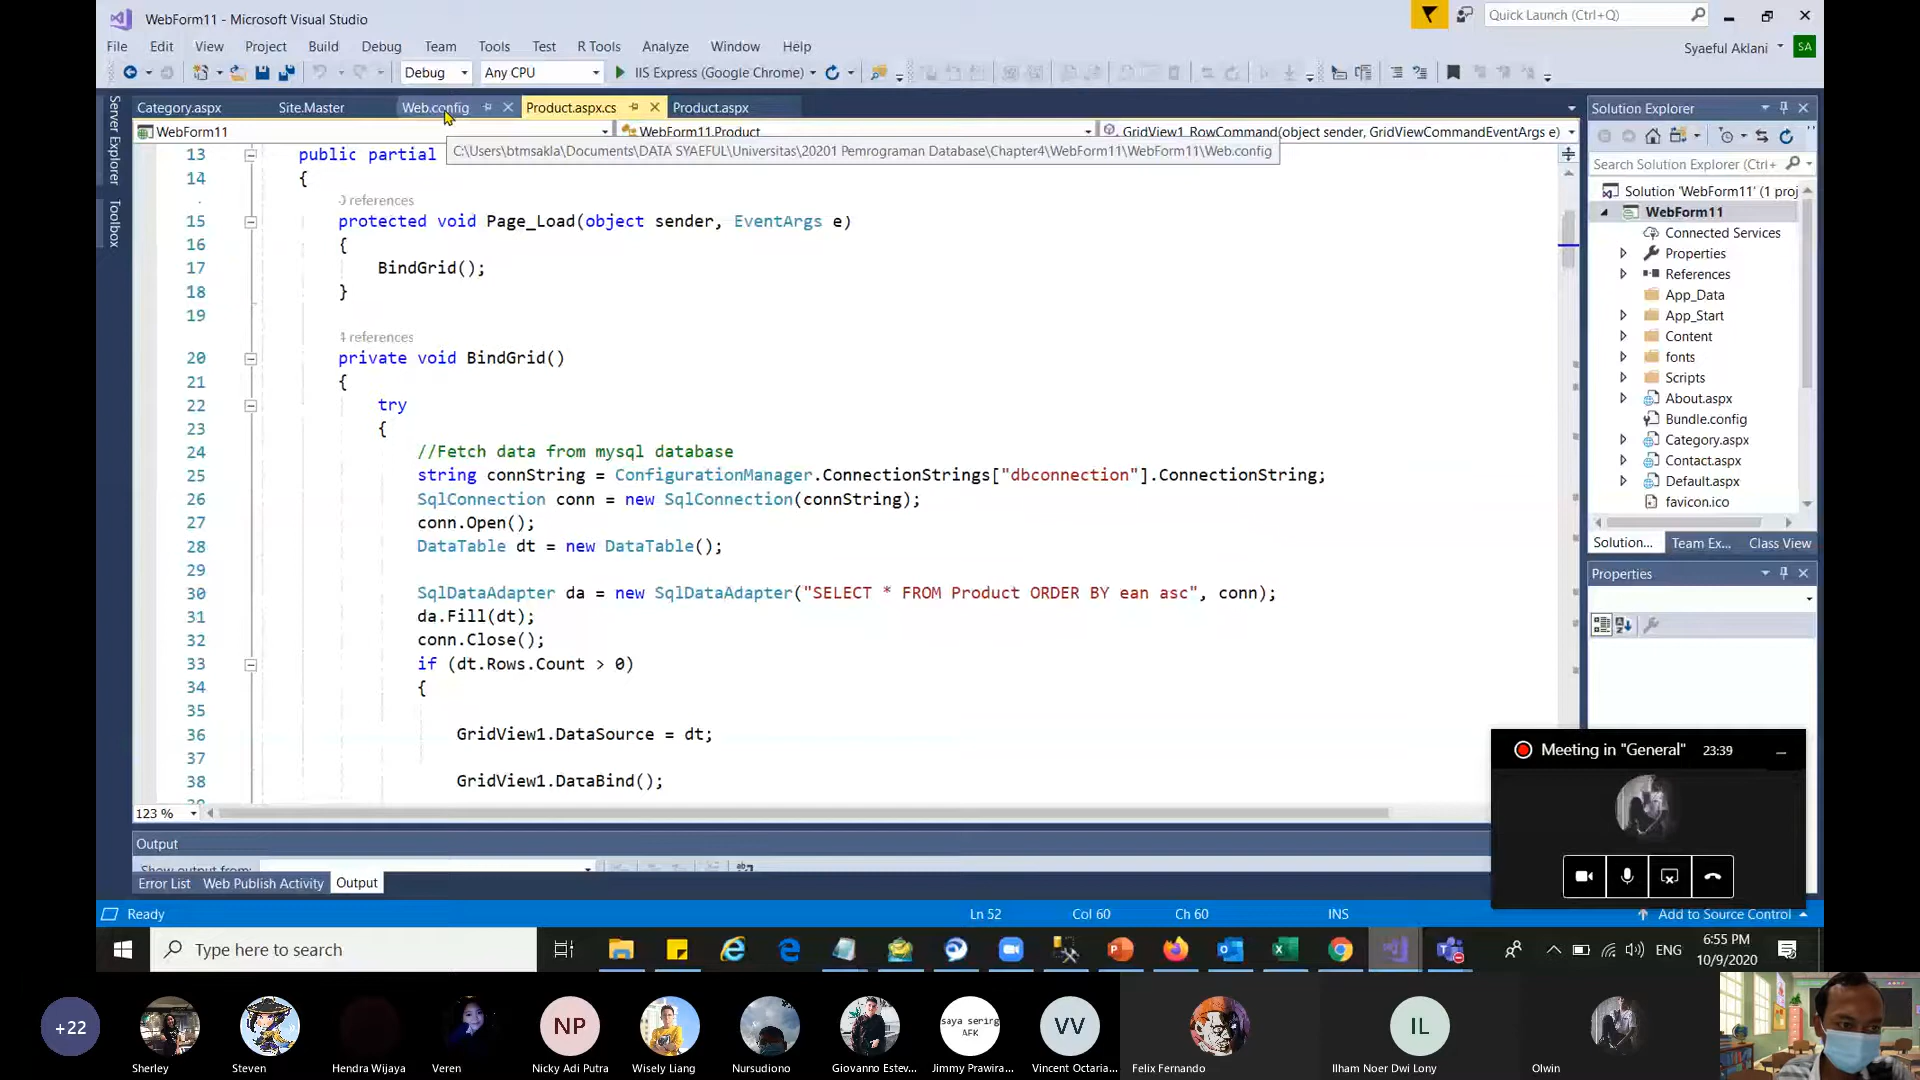 WebForm11 - Microsoft Visual Studio
Quick Launch (Ctrl+Q)
File Edit View Project Build Debug Team Tools Test R Tools Analyze Window Help
Syaeful Aklani SA
Debug Any CPU IIS Express (Google Chrome)
Category.aspx Site.Master Web.config Product.aspx.cs Product.aspx
WebForm11 WebForm11.Product GridView1_RowCommand(object sender, GridViewCommandEventArgs e)
C:\Users\btmsakla\Documents\DATA SYAEFUL\Universitas\20201 Pemrograman Database\Chapter4\WebForm11\WebForm11\Web.config
Server Explorer
Toolbox
13 public partial
14 {
references
15 protected void Page_Load(object sender, EventArgs e)
16 {
17 BindGrid();
18 }
19
references
20 private void BindGrid()
21 {
22 try
23 {
24 //Fetch data from mysql database
25 string connString = ConfigurationManager.ConnectionStrings["dbconnection"].ConnectionString;
26 SqlConnection conn = new SqlConnection(connString);
27 conn.Open();
28 DataTable dt = new DataTable();
29
30 SqlDataAdapter da = new SqlDataAdapter("SELECT * FROM Product ORDER BY ean asc", conn);
31 da.Fill(dt);
32 conn.Close();
33 if (dt.Rows.Count > 0)
34 {
35
36 GridView1.DataSource = dt;
37
38 GridView1.DataBind();
123 %
Solution Explorer
Search Solution Explorer (Ctrl+
Solution 'WebForm11' (1 proj
WebForm11
Connected Services
Properties
References
App_Data
App_Start
Content
fonts
Scripts
About.aspx
Bundle.config
Category.aspx
Contact.aspx
Default.aspx
favicon.ico
Solution... Team Ex... Class View
Properties
Meeting in "General" 23:39
Output
Show output from:
Error List Web Publish Activity Output
Ready Ln 52 Col 60 Ch 60 INS Add to Source Control
Type here to search
ENG
6:55 PM
10/9/2020
+22
NP
saya sering
AFK
VV
IL
Sherley Steven Hendra Wijaya Veren Nicky Adi Putra Wisely Liang Nursudiono Giovanno Estev... Jimmy Prawira... Vincent Octaria... Felix Fernando Ilham Noer Dwi Lony Olwin